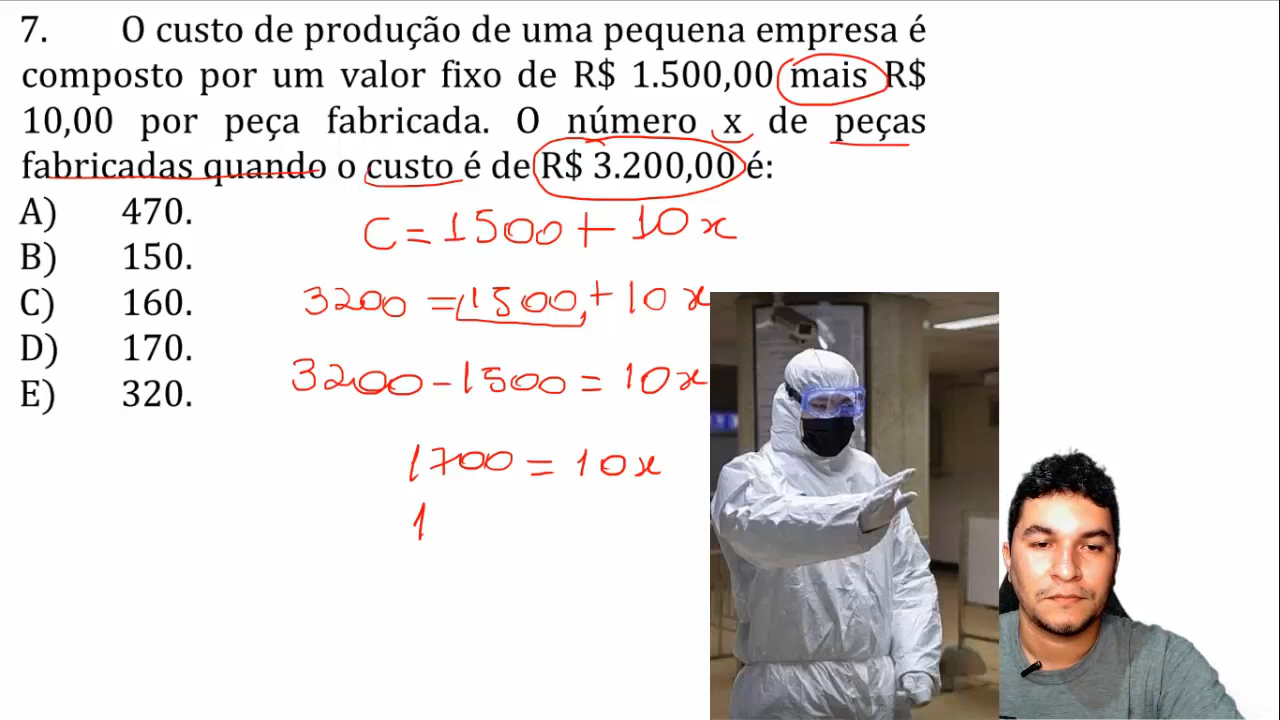 7. O custo de produção de uma pequena empresa é
composto por um valor fixo de R$ 1.500,00 mais R$
10,00 por peça fabricada. O número x de peças
fabricadas quando o custo é de R$ 3.200,00 é:
A) 470.
B) 150.
C) 160.
D) 170.
E) 320.
C = 1500 + 10x
3200 = 1500 + 10x
3200 - 1500 = 10x
1700 = 10x
1